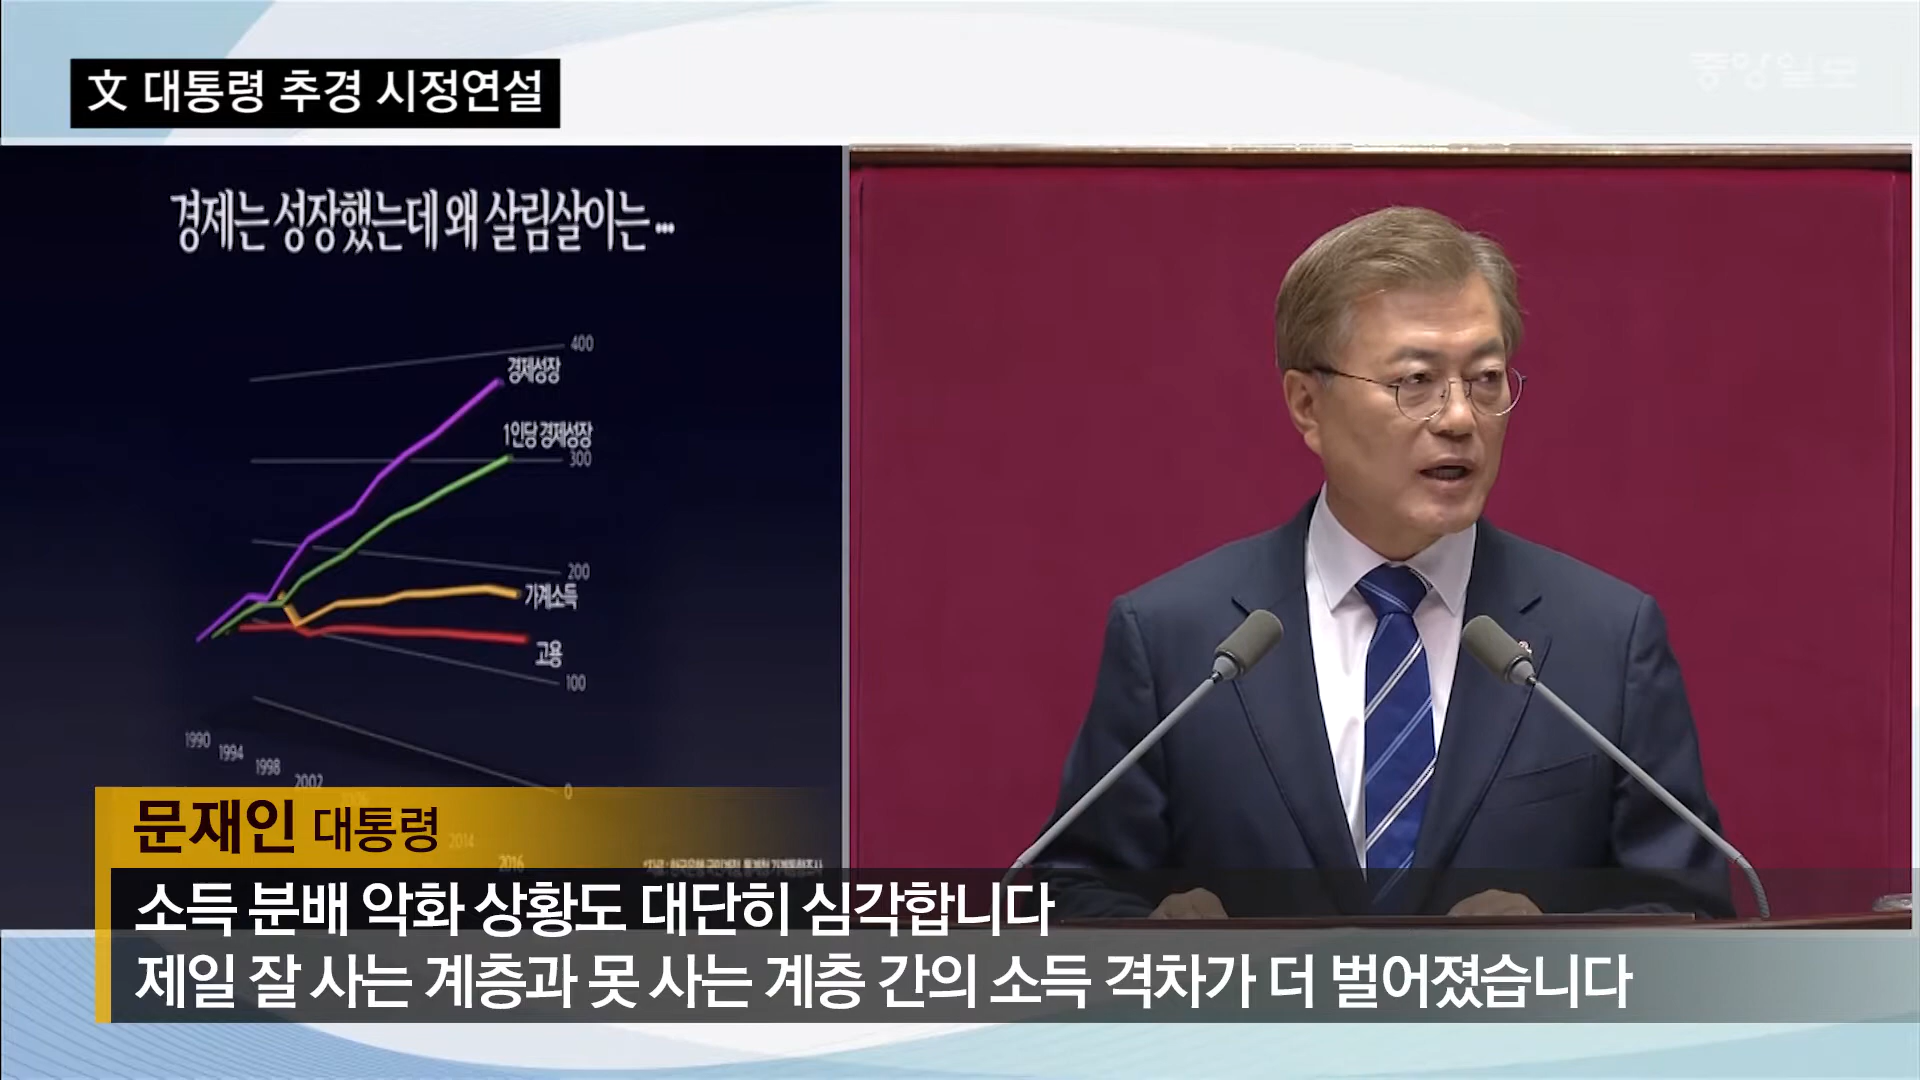 文 대통령 추경 시정연설
중앙일보
경제는 성장했는데 왜 살림살이는...
400
경제성장
1인당 경제성장
300
200
가계소득
고용
100
0
1990
1994
1998
2002
2014
2016
문재인 대통령
소득 분배 악화 상황도 대단히 심각합니다
제일 잘 사는 계층과 못 사는 계층 간의 소득 격차가 더 벌어졌습니다